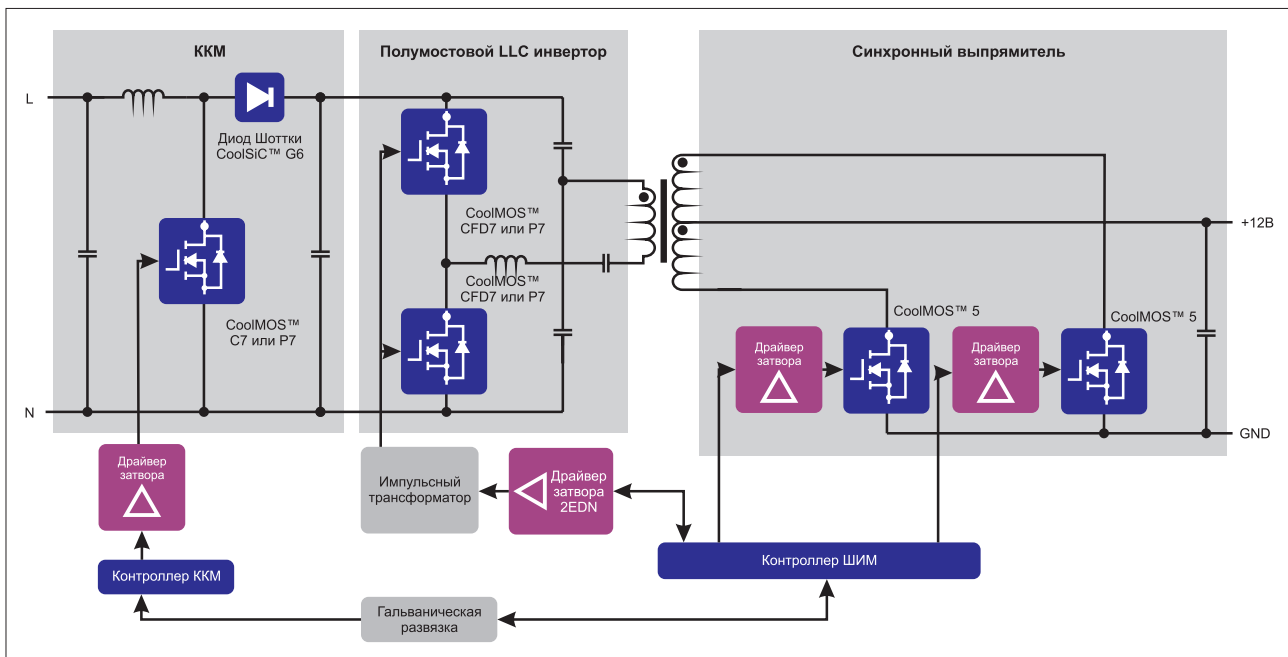 ККМ
Полумостовой LLC инвертор
Синхронный выпрямитель
L
Диод Шоттки
CoolSiC™ G6
CoolMOS™
CFD7 или P7
+12В
CoolMOS™
CFD7 или P7
CoolMOS™ 5
CoolMOS™ 5
CoolMOS™
C7 или P7
Драйвер
затвора
Драйвер
затвора
N
GND
Драйвер
затвора
Импульсный
трансформатор
Драйвер
затвора
2EDN
Контроллер ШИМ
Контроллер ККМ
Гальваническая
развязка